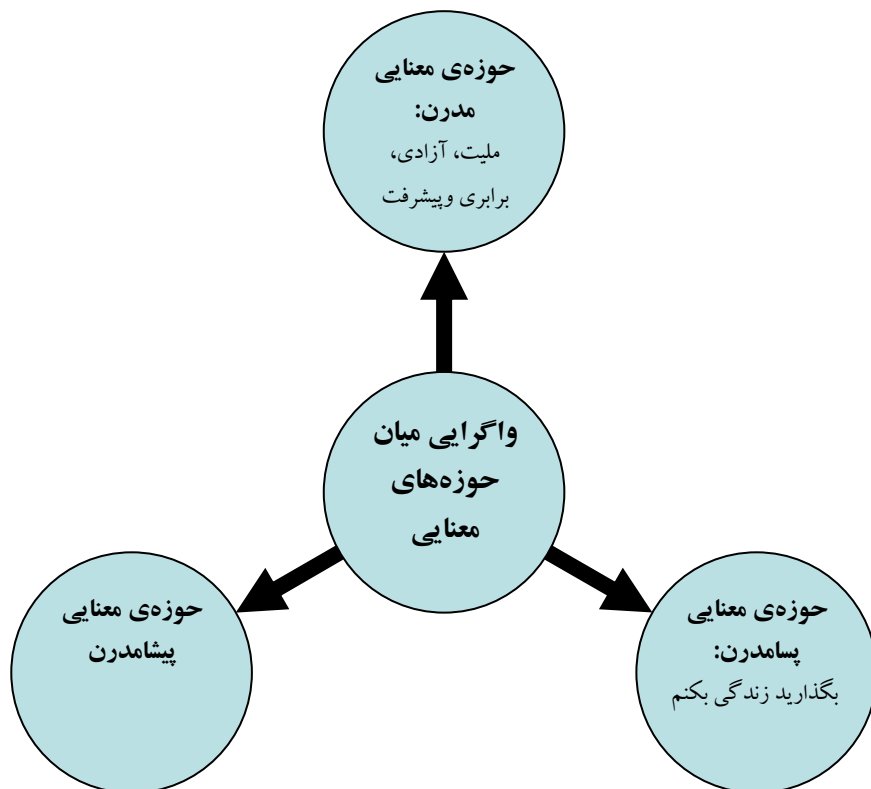 حوزه‌ی معنایی
مدرن:
ملیت، آزادی،
برابری وپیشرفت
واگرایی میان
حوزه‌های
معنایی
حوزه‌ی معنایی
پسامدرن:
بگذارید زندگی بکنم
حوزه‌ی معنایی
پیشامدرن